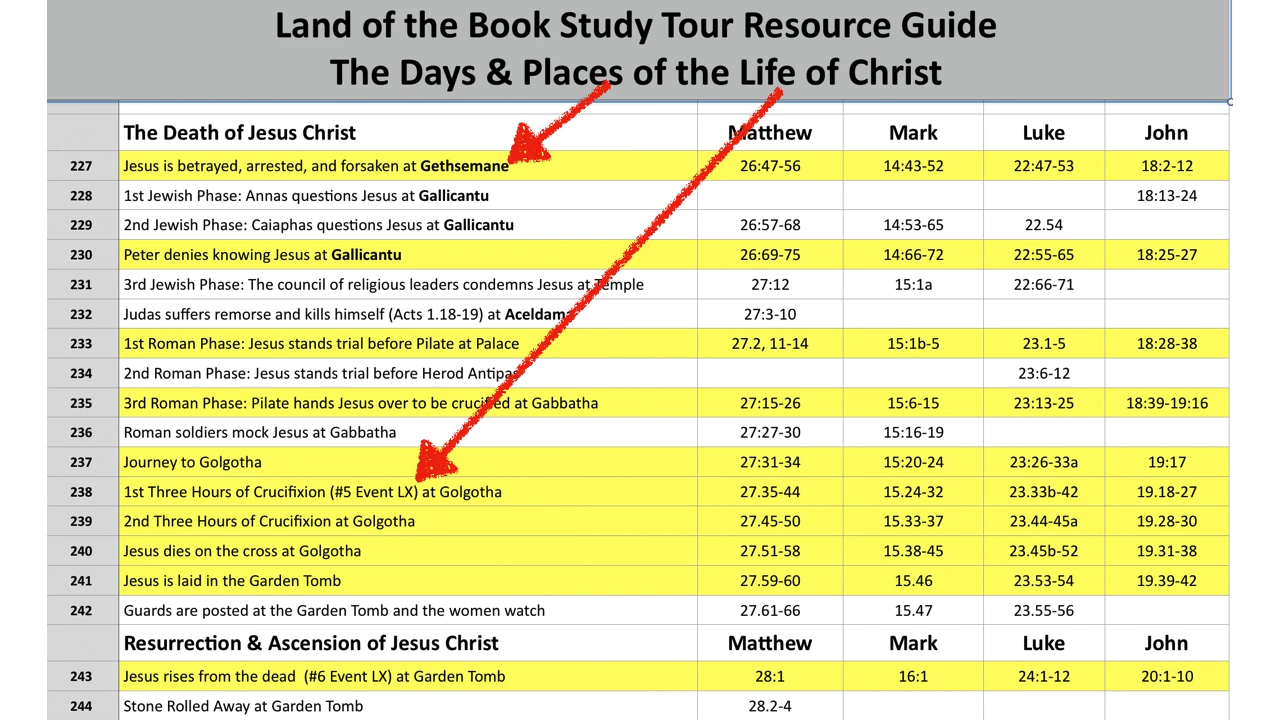 Land of the Book Study Tour Resource Guide
The Days & Places of the Life of Christ
The Death of Jesus Christ Matthew Mark Luke John
227 Jesus is betrayed, arrested, and forsaken at Gethsemane 26:47-56 14:43-52 22:47-53 18:2-12
228 1st Jewish Phase: Annas questions Jesus at Gallicantu 18:13-24
229 2nd Jewish Phase: Caiaphas questions Jesus at Gallicantu 26:57-68 14:53-65 22.54
230 Peter denies knowing Jesus at Gallicantu 26:69-75 14:66-72 22:55-65 18:25-27
231 3rd Jewish Phase: The council of religious leaders condemns Jesus at Temple 27:12 15:1a 22:66-71
232 Judas suffers remorse and kills himself (Acts 1.18-19) at Aceldama 27:3-10
233 1st Roman Phase: Jesus stands trial before Pilate at Palace 27.2, 11-14 15:1b-5 23.1-5 18:28-38
234 2nd Roman Phase: Jesus stands trial before Herod Antipas 23:6-12
235 3rd Roman Phase: Pilate hands Jesus over to be crucified at Gabbatha 27:15-26 15:6-15 23:13-25 18:39-19:16
236 Roman soldiers mock Jesus at Gabbatha 27:27-30 15:16-19
237 Journey to Golgotha 27:31-34 15:20-24 23:26-33a 19:17
238 1st Three Hours of Crucifixion (#5 Event LX) at Golgotha 27.35-44 15.24-32 23.33b-42 19.18-27
239 2nd Three Hours of Crucifixion at Golgotha 27.45-50 15.33-37 23.44-45a 19.28-30
240 Jesus dies on the cross at Golgotha 27.51-58 15.38-45 23.45b-52 19.31-38
241 Jesus is laid in the Garden Tomb 27.59-60 15.46 23.53-54 19.39-42
242 Guards are posted at the Garden Tomb and the women watch 27.61-66 15.47 23.55-56
Resurrection & Ascension of Jesus Christ Matthew Mark Luke John
243 Jesus rises from the dead (#6 Event LX) at Garden Tomb 28:1 16:1 24:1-12 20:1-10
244 Stone Rolled Away at Garden Tomb 28.2-4